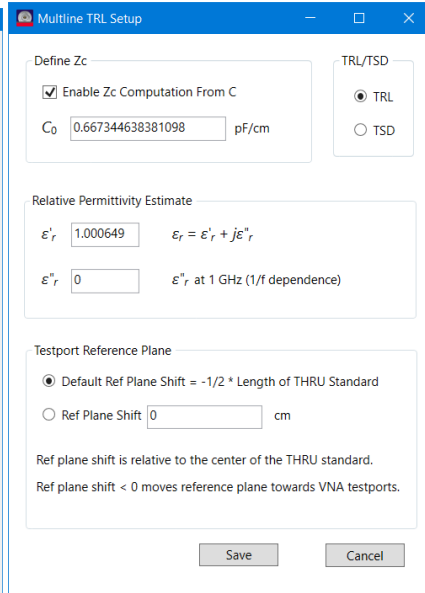 Multline TRL Setup
Define Zc
TRL/TSD
Enable Zc Computation From C
C₀ 0.667344638381098 pF/cm
TRL
TSD
Relative Permittivity Estimate
ε'ᵣ 1.000649 εᵣ = ε'ᵣ + jε"ᵣ
ε"ᵣ 0 ε"ᵣ at 1 GHz (1/f dependence)
Testport Reference Plane
Default Ref Plane Shift = -1/2 * Length of THRU Standard
Ref Plane Shift 0 cm
Ref plane shift is relative to the center of the THRU standard.
Ref plane shift < 0 moves reference plane towards VNA testports.
Save Cancel